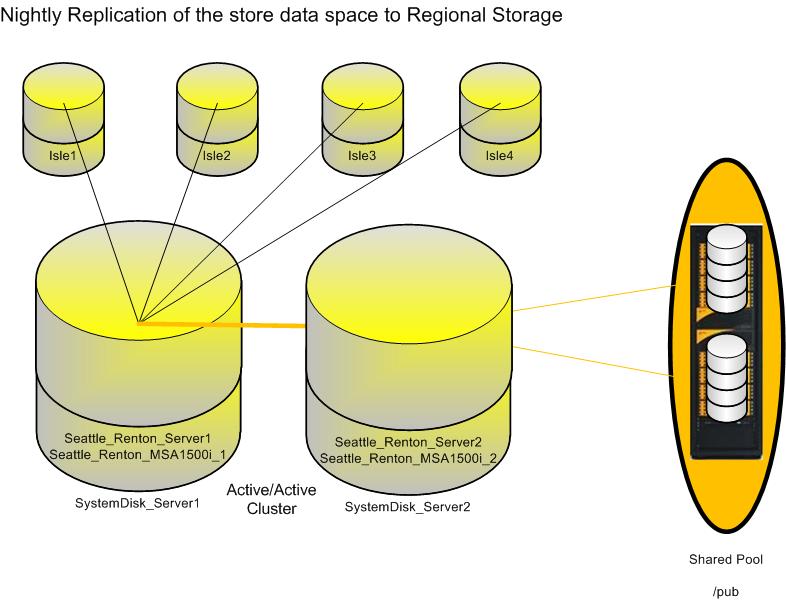 Nightly Replication of the store data space to Regional Storage
Isle1
Isle2
Isle3
Isle4
Seattle_Renton_Server1
Seattle_Renton_MSA1500i_1
Seattle_Renton_Server2
Seattle_Renton_MSA1500i_2
SystemDisk_Server1
Active/Active
Cluster
SystemDisk_Server2
Shared Pool
/pub